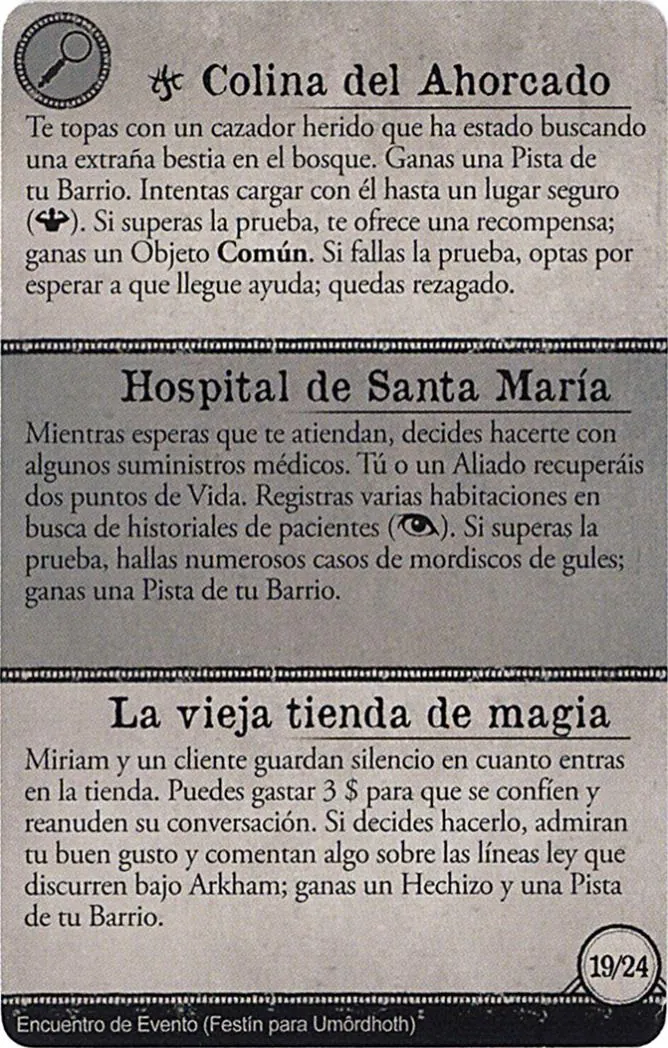 Colina del Ahorcado
Te topas con un cazador herido que ha estado buscando
una extraña bestia en el bosque. Ganas una Pista de
tu Barrio. Intentas cargar con él hasta un lugar seguro
(). Si superas la prueba, te ofrece una recompensa;
ganas un Objeto Común. Si fallas la prueba, optas por
esperar a que llegue ayuda; quedas rezagado.
Hospital de Santa María
Mientras esperas que te atiendan, decides hacerte con
algunos suministros médicos. Tú o un Aliado recuperáis
dos puntos de Vida. Registras varias habitaciones en
busca de historiales de pacientes (). Si superas la
prueba, hallas numerosos casos de mordiscos de gules;
ganas una Pista de tu Barrio.
La vieja tienda de magia
Miriam y un cliente guardan silencio en cuanto entras
en la tienda. Puedes gastar 3 $ para que se confíen y
reanuden su conversación. Si decides hacerlo, admiran
tu buen gusto y comentan algo sobre las líneas ley que
discurren bajo Arkham; ganas un Hechizo y una Pista
de tu Barrio.
19/24
Encuentro de Evento (Festín para Umôrdhoth)